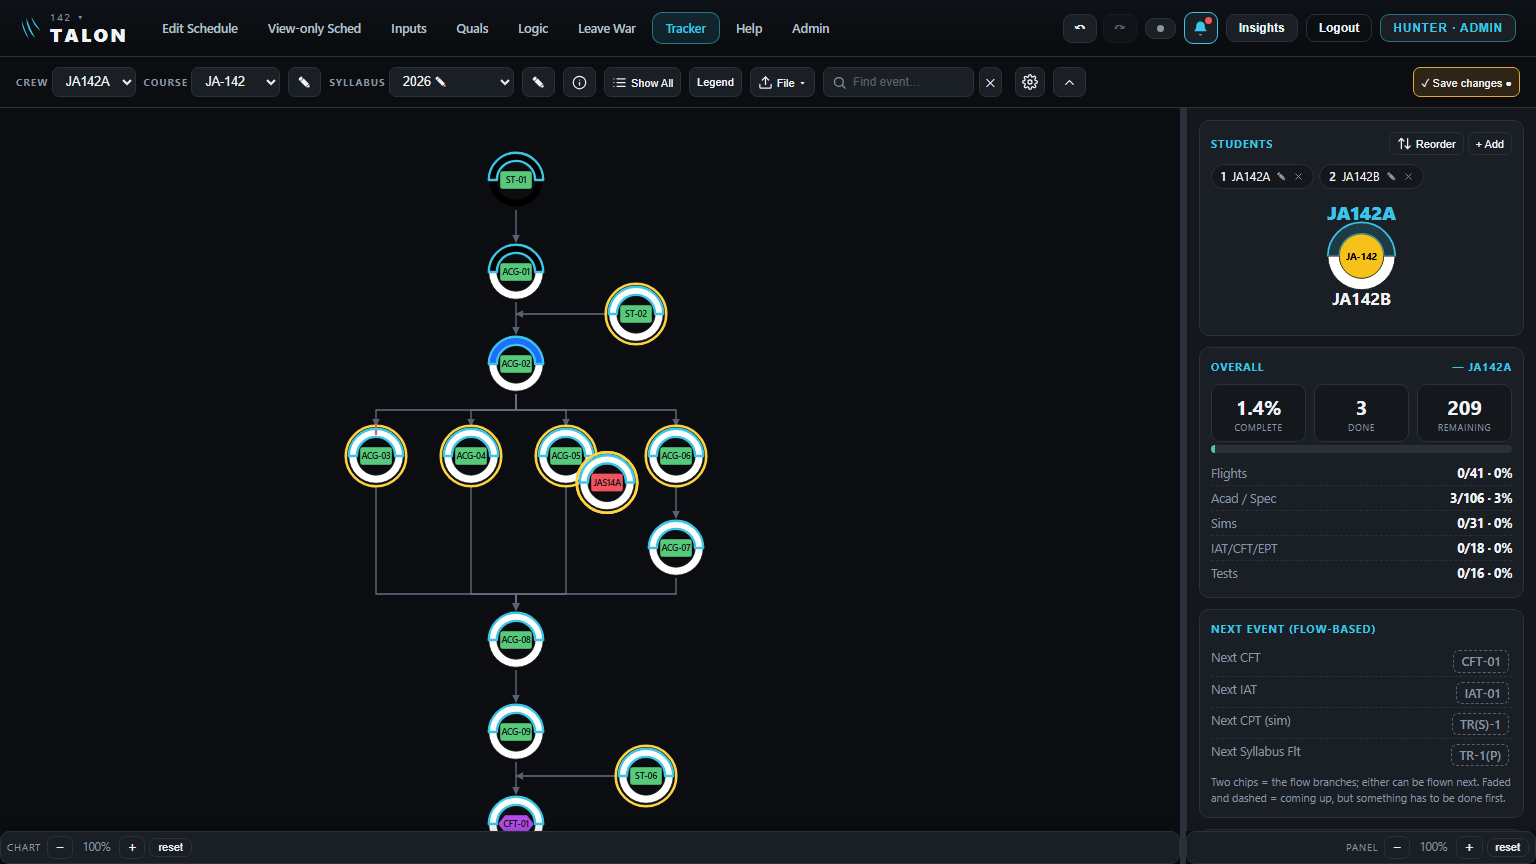 142
TALON
Edit Schedule
View-only Sched
Inputs
Quals
Logic
Leave War
Tracker
Help
Admin
Insights
Logout
HUNTER · ADMIN
CREW
JA142A
COURSE
JA-142
SYLLABUS
2026
Show All
Legend
File
Find event...
✓ Save changes ●
ST-01
ACG-01
ST-02
ACG-02
ACG-03
ACG-04
ACG-05
ACG-06
JAS14A
ACG-07
ACG-08
ACG-09
ST-06
CFT-01
STUDENTS
Reorder
+ Add
1 JA142A
2 JA142B
JA142A
JA-142
JA142B
OVERALL
— JA142A
1.4%
COMPLETE
3
DONE
209
REMAINING
Flights 0/41 · 0%
Acad / Spec 3/106 · 3%
Sims 0/31 · 0%
IAT/CFT/EPT 0/18 · 0%
Tests 0/16 · 0%
NEXT EVENT (FLOW-BASED)
Next CFT CFT-01
Next IAT IAT-01
Next CPT (sim) TR(S)-1
Next Syllabus Flt TR-1(P)
Two chips = the flow branches; either can be flown next. Faded
and dashed = coming up, but something has to be done first.
CHART − 100% + reset
PANEL − 100% + reset